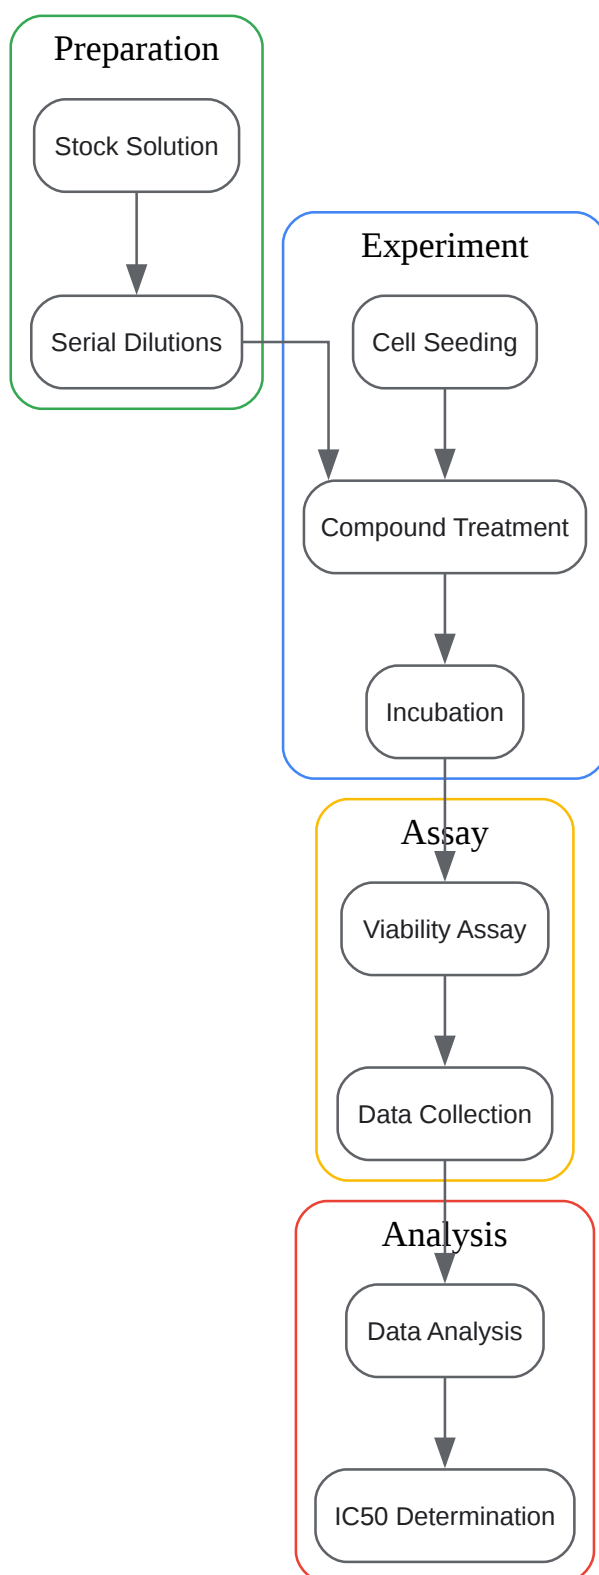 Preparation
Stock Solution
Serial Dilutions
Experiment
Cell Seeding
Compound Treatment
Incubation
Assay
Viability Assay
Data Collection
Analysis
Data Analysis
IC50 Determination